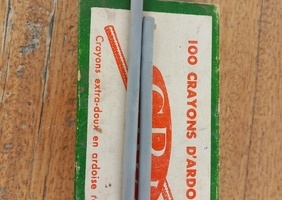 100 CRAYONS D'ARDO
Crayons extra-doux en ardoise